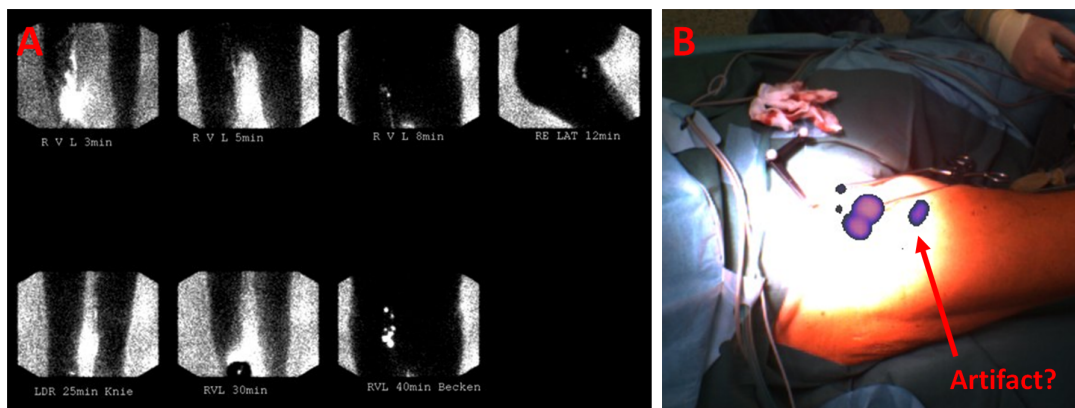 A
R V L 3min
R V L 5min
R V L 8min
RE LAT 12min
LDR 25min Knie
RVL 30min
RVL 40min Becken
B
Artifact?